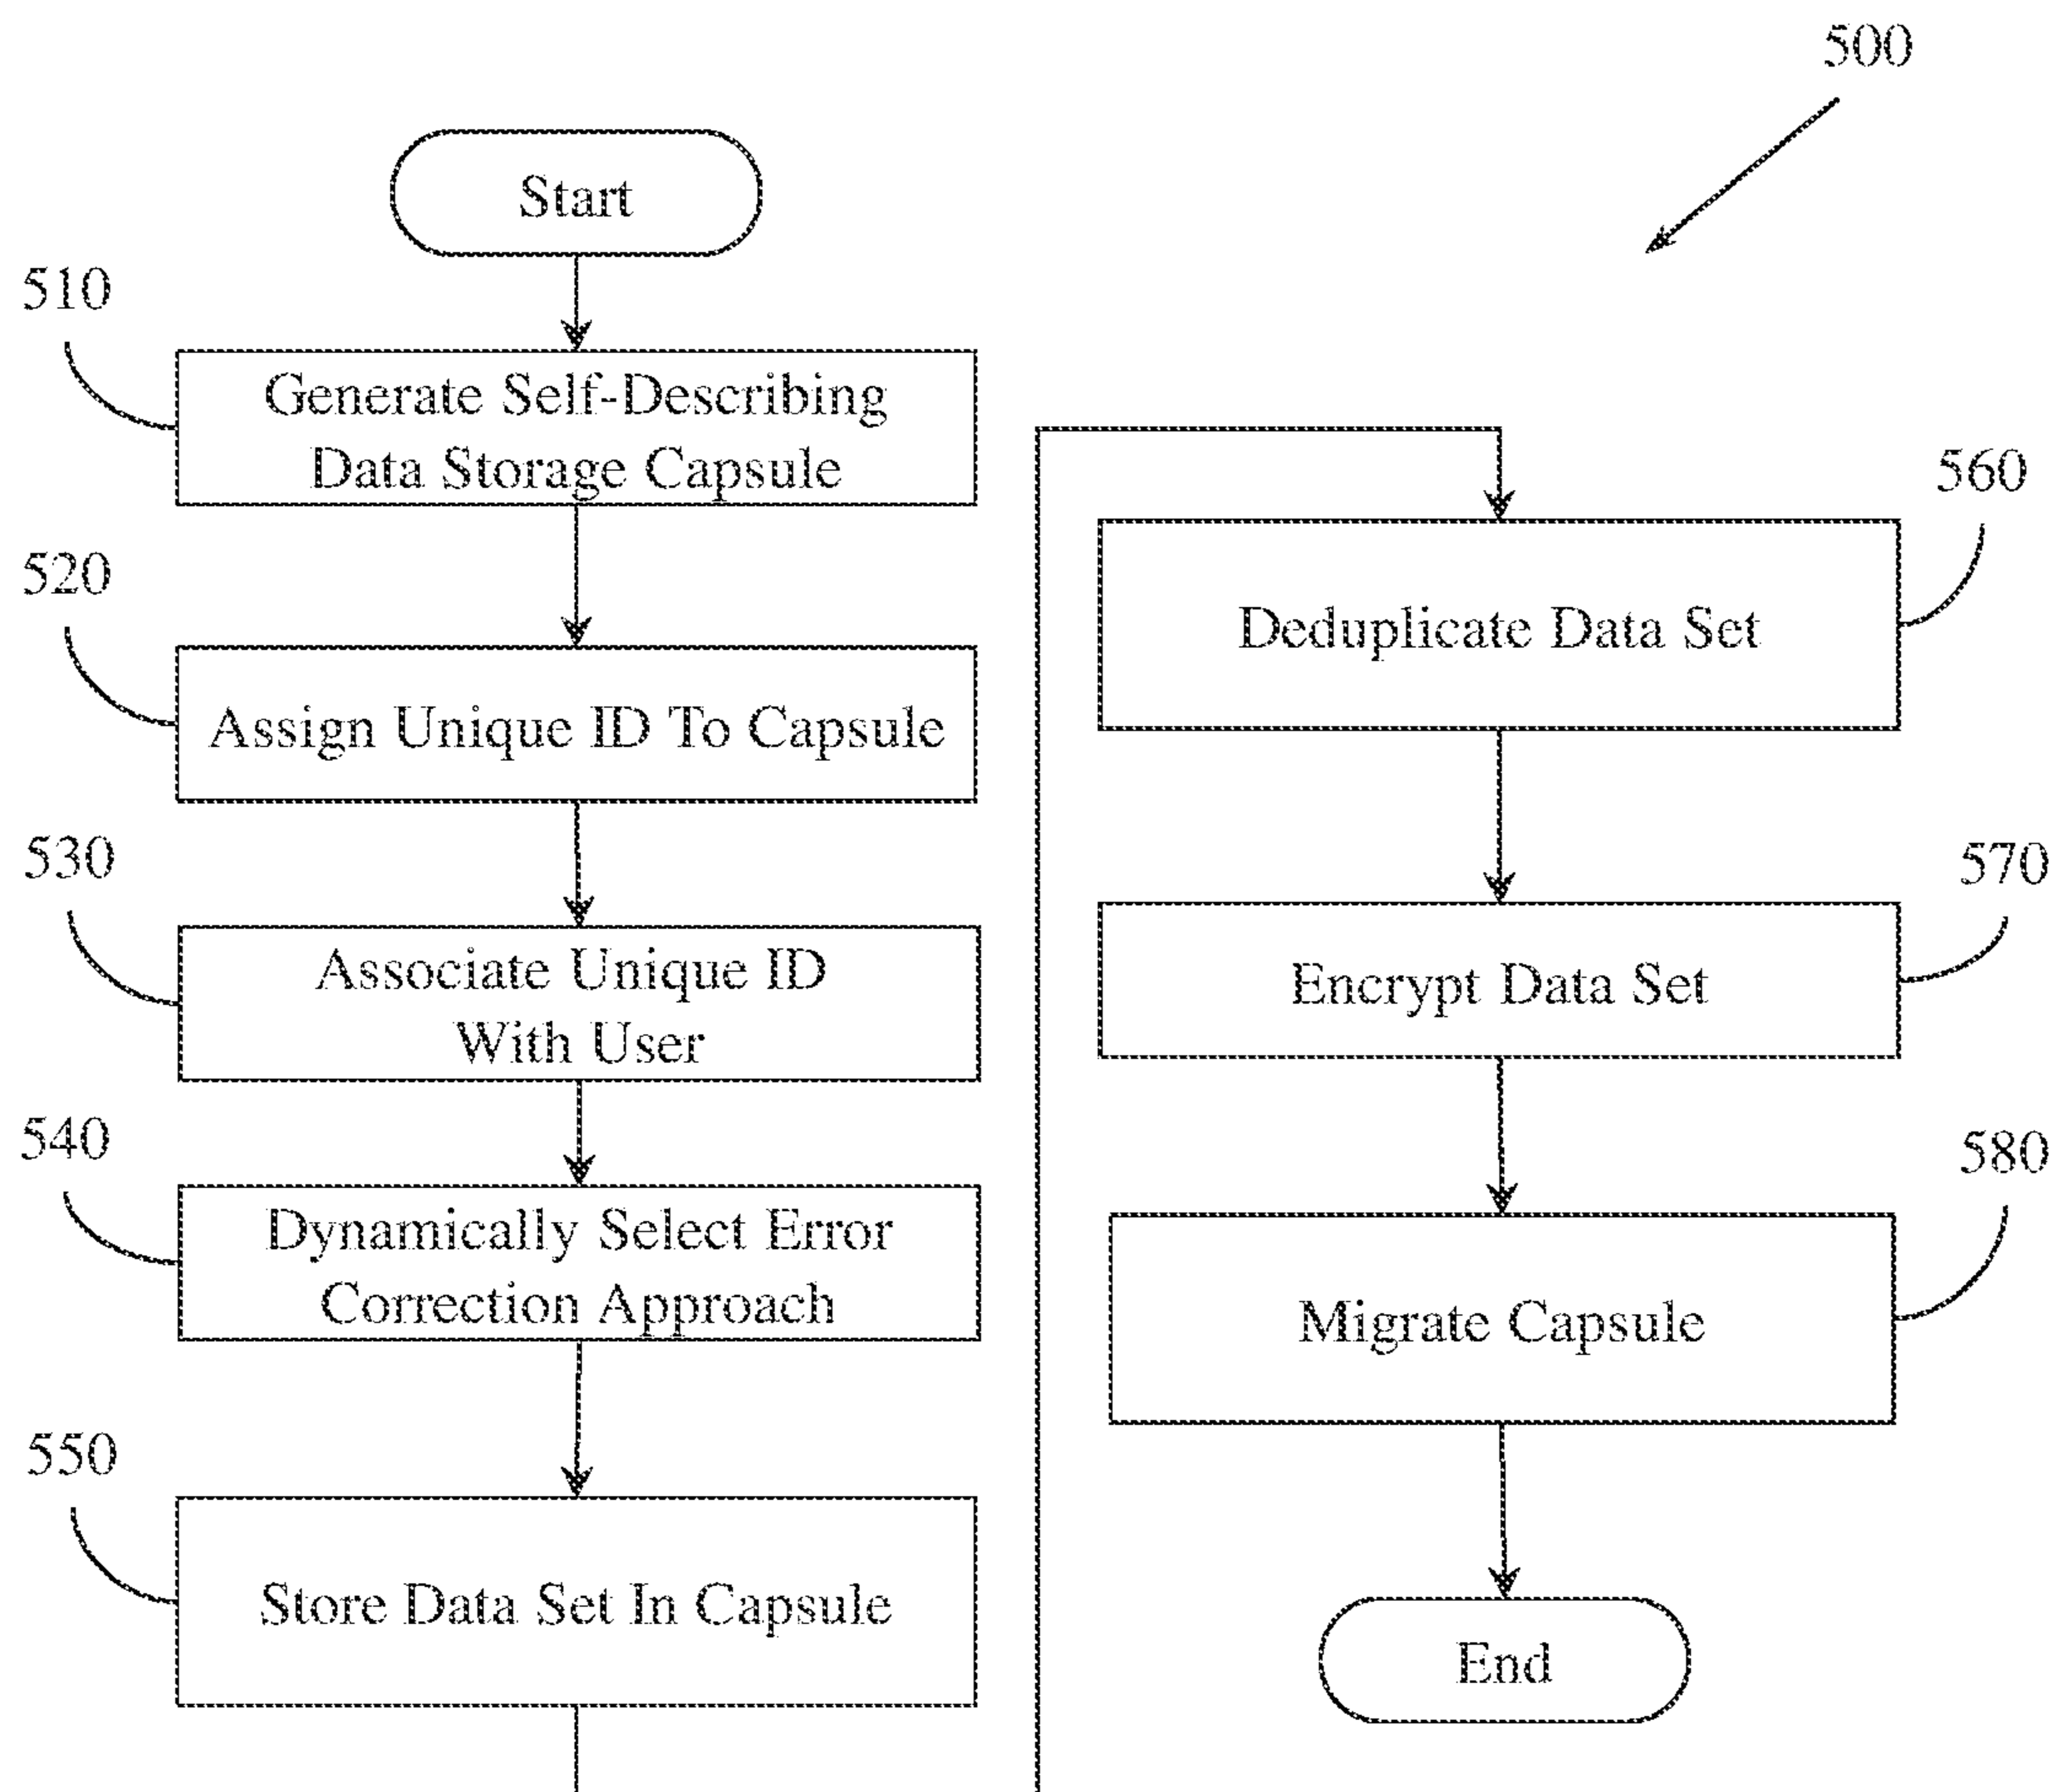 500
Start
510
Generate Self-Describing
Data Storage Capsule
520
Assign Unique ID To Capsule
530
Associate Unique ID
With User
540
Dynamically Select Error
Correction Approach
550
Store Data Set In Capsule
560
Deduplicate Data Set
570
Encrypt Data Set
580
Migrate Capsule
End